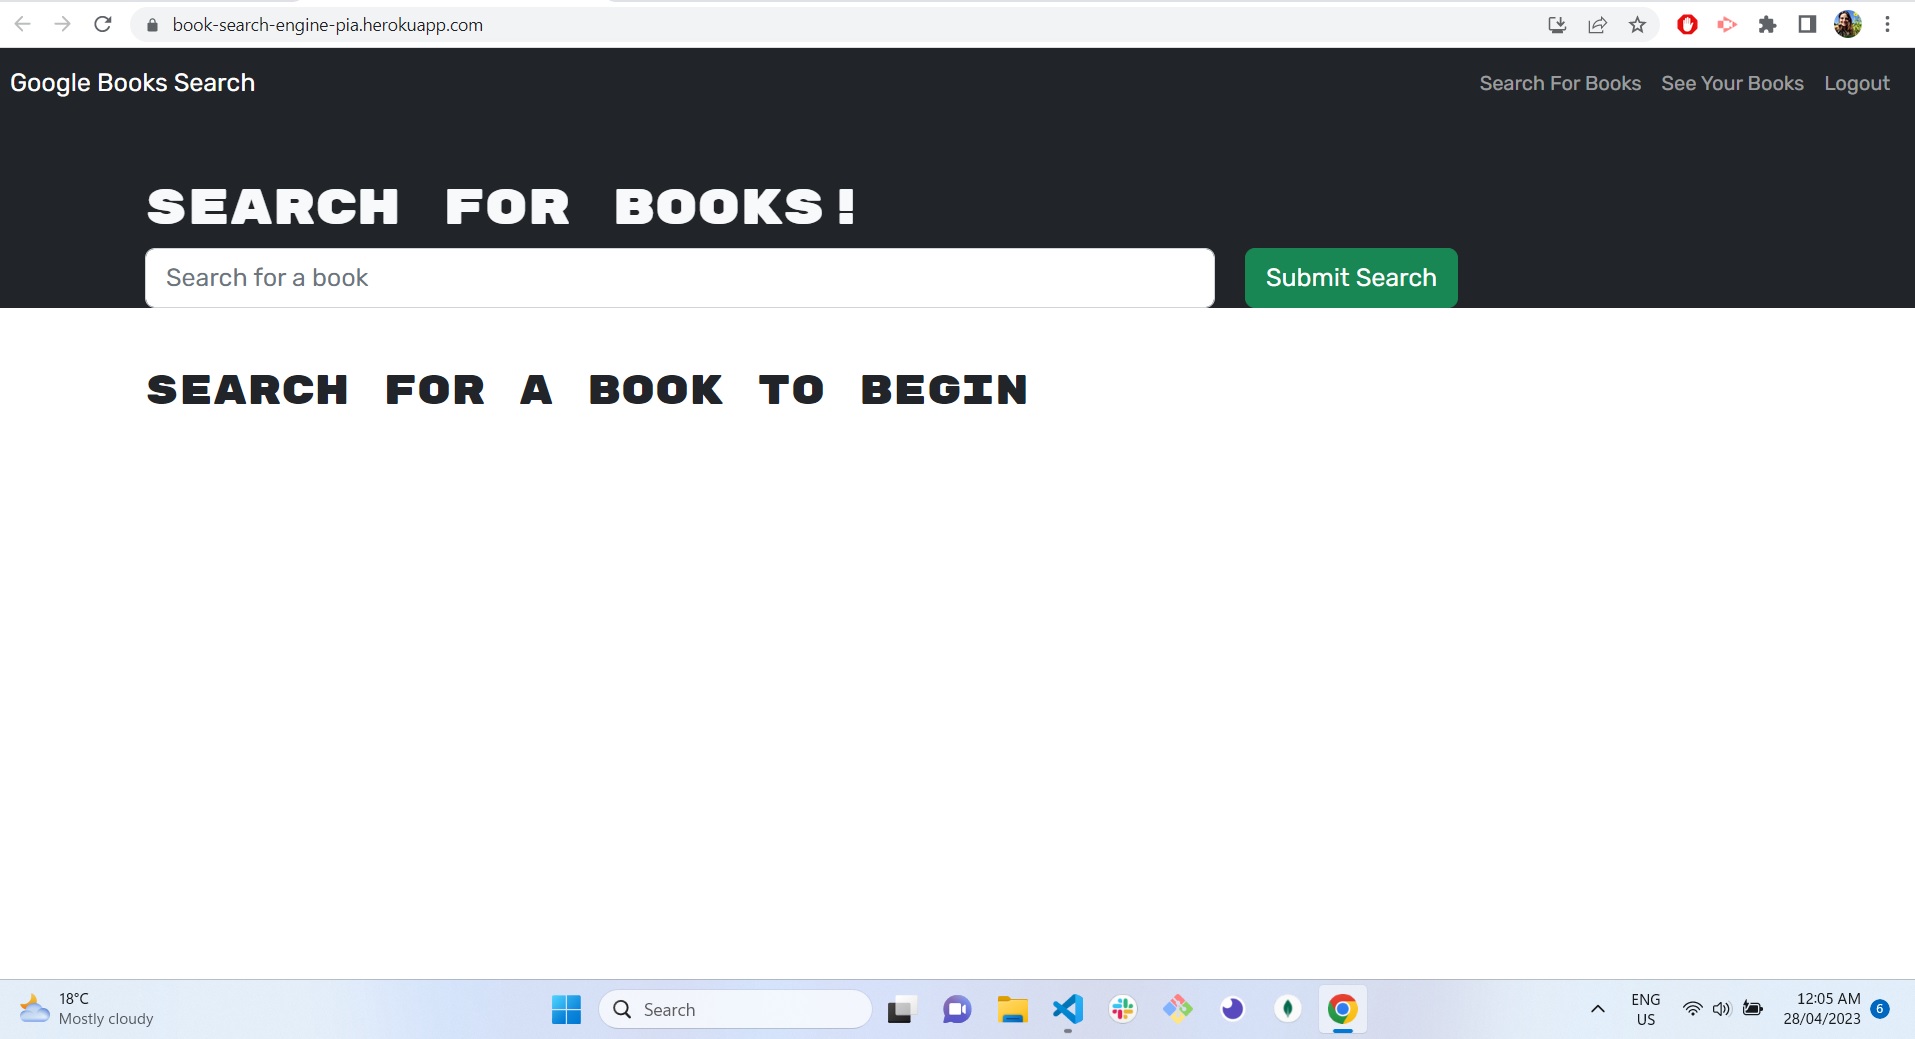 book-search-engine-pia.herokuapp.com
Google Books Search
Search For Books
See Your Books
Logout
SEARCH FOR BOOKS!
Search for a book
Submit Search
SEARCH FOR A BOOK TO BEGIN
18°C
Mostly cloudy
Search
ENG
US
12:05 AM
28/04/2023
6